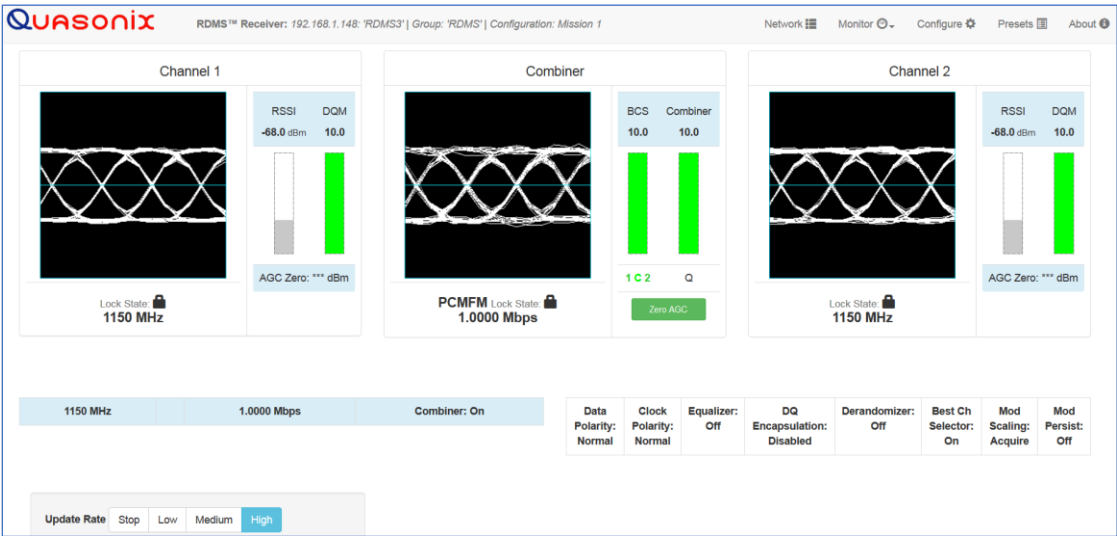 QUASONIX
RDMS™ Receiver: 192.168.1.148: 'RDMS3' | Group: 'RDMS' | Configuration: Mission 1
Network
Monitor
Configure
Presets
About
Channel 1
RSSI DQM
-68.0 dBm 10.0
AGC Zero: *** dBm
Lock State:
1150 MHz
Combiner
BCS Combiner
10.0 10.0
1 C 2 Q
Zero AGC
PCMFM Lock State:
1.0000 Mbps
Channel 2
RSSI DQM
-68.0 dBm 10.0
AGC Zero: *** dBm
Lock State:
1150 MHz
1150 MHz 1.0000 Mbps Combiner: On
Data
Polarity:
Normal
Clock
Polarity:
Normal
Equalizer:
Off
DQ
Encapsulation:
Disabled
Derandomizer:
Off
Best Ch
Selector:
On
Mod
Scaling:
Acquire
Mod
Persist:
Off
Update Rate Stop Low Medium High